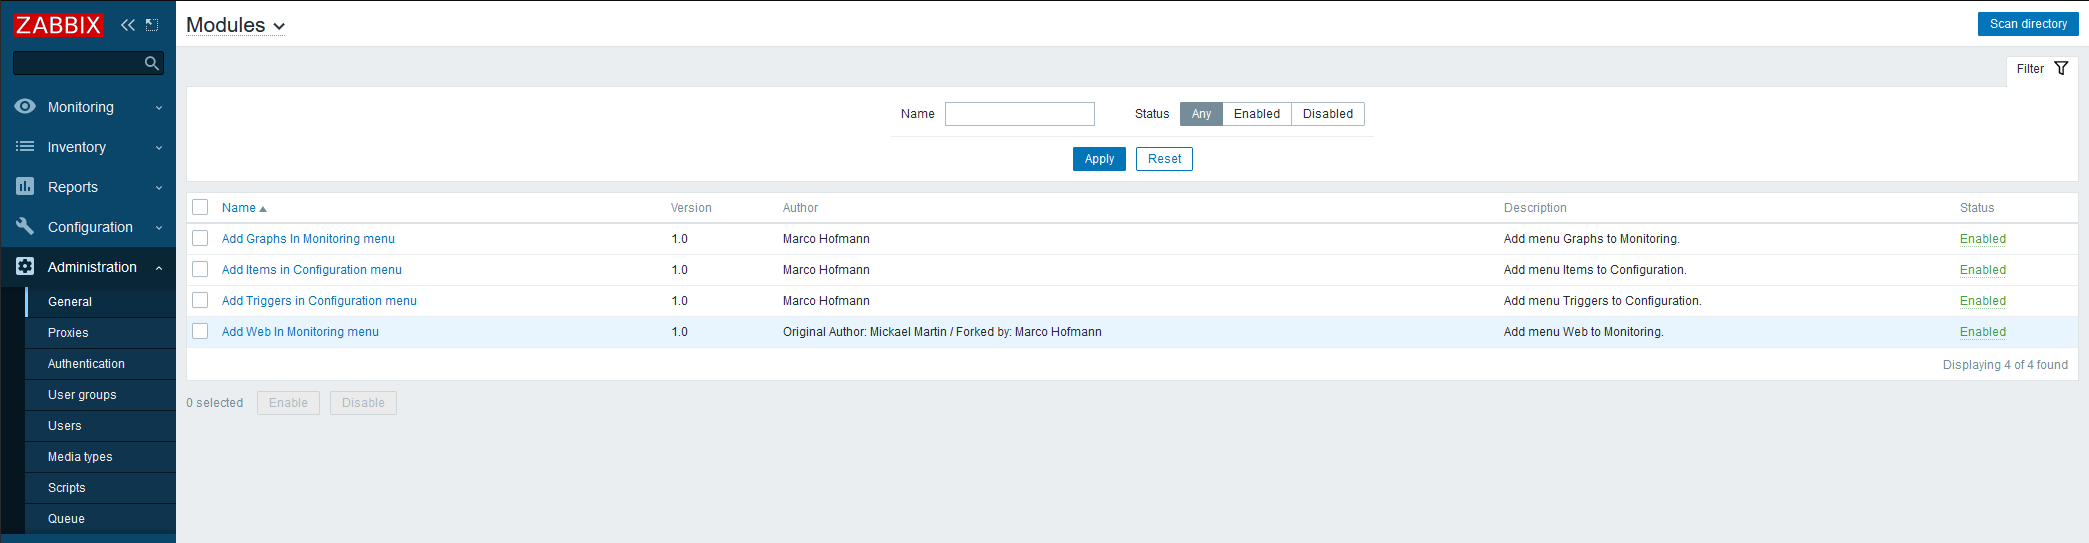 ZABBIX
Monitoring
Inventory
Reports
Configuration
Administration
General
Proxies
Authentication
User groups
Users
Media types
Scripts
Queue
Modules
Scan directory
Filter
Name Status Any Enabled Disabled
Apply Reset
Name Version Author Description Status
Add Graphs In Monitoring menu 1.0 Marco Hofmann Add menu Graphs to Monitoring. Enabled
Add Items in Configuration menu 1.0 Marco Hofmann Add menu Items to Configuration. Enabled
Add Triggers in Configuration menu 1.0 Marco Hofmann Add menu Triggers to Configuration. Enabled
Add Web In Monitoring menu 1.0 Original Author: Mickael Martin / Forked by: Marco Hofmann Add menu Web to Monitoring. Enabled
Displaying 4 of 4 found
0 selected Enable Disable